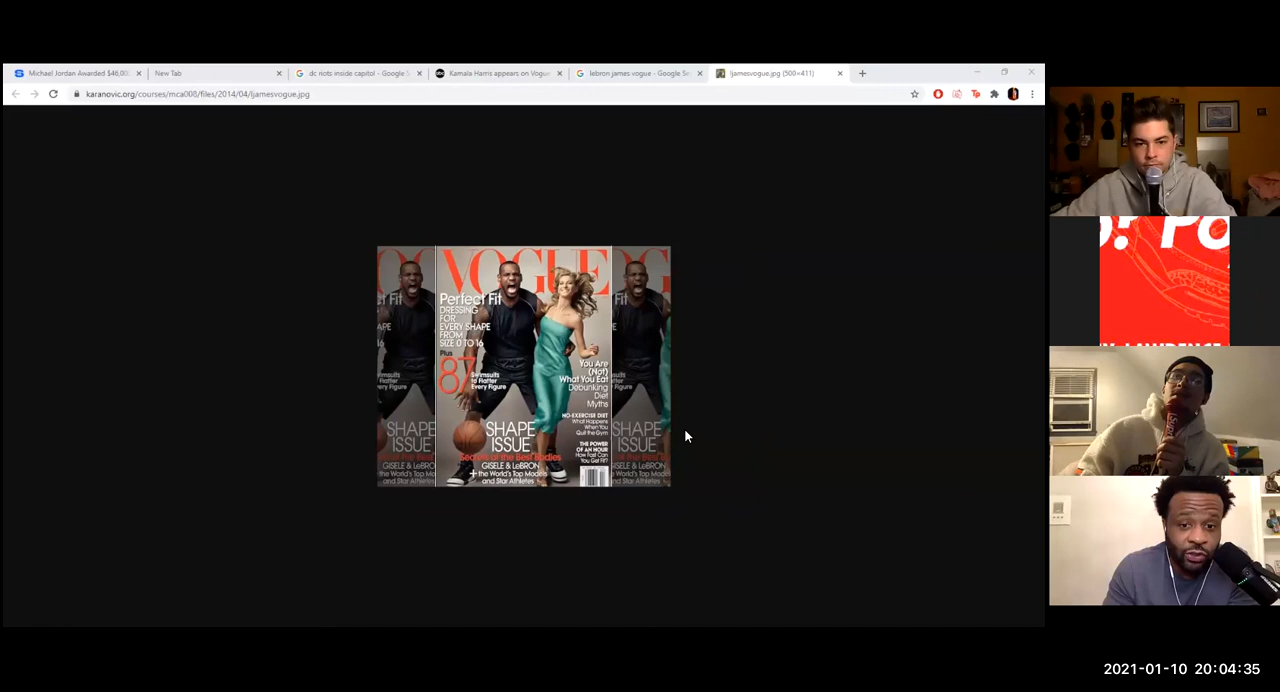 Michael Jordan Awarded $46,00
New Tab
dc riots inside capitol - Google S
Kamala Harris appears on Vogue
lebron james vogue - Google Se
ljamesvogue.jpg (500×411)
karanovic.org/courses/mca008/files/2014/04/ljamesvogue.jpg
VOGUE
Perfect Fit
DRESSING
FOR
EVERY SHAPE
FROM
SIZE 0 TO 16
Plus
87
Swimsuits
to Flatter
Every Figure
You Are
(Not)
What You Eat
Debunking
Diet
Myths
NO-EXERCISE DIET
What Happens
When You
Quit the Gym
THE POWER
OF AN HOUR
How Fast Can
You Get Fit?
SHAPE
ISSUE
Secrets of the Best Bodies
GISELE & LeBRON
+ the World's Top Models
and Star Athletes
2021-01-10 20:04:35